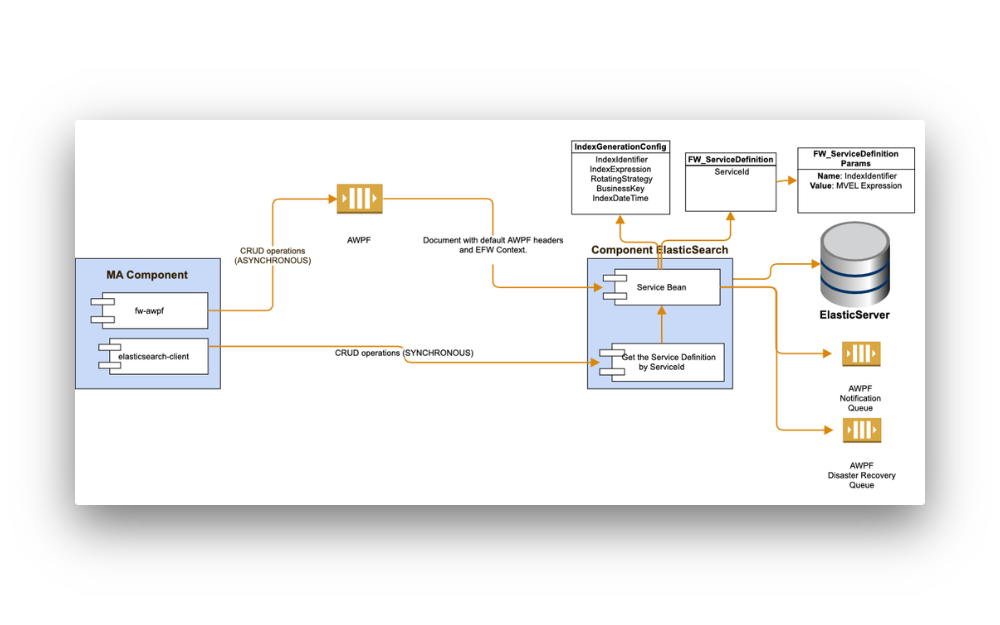 IndexGenerationConfig
IndexIdentifier
IndexExpression
RotatingStrategy
BusinessKey
IndexDateTime
FW_ServiceDefinition
ServiceId
FW_ServiceDefinition
Params
Name: IndexIdentifier
Value: MVEL Expression
AWPF
CRUD operations
(ASYNCHRONOUS)
Document with default AWPF headers
and EFW Context.
MA Component
fw-awpf
elasticsearch-client
CRUD operations (SYNCHRONOUS)
Component ElasticSearch
Service Bean
Get the Service Definition
by ServiceId
ElasticServer
AWPF
Notification
Queue
AWPF
Disaster Recovery
Queue